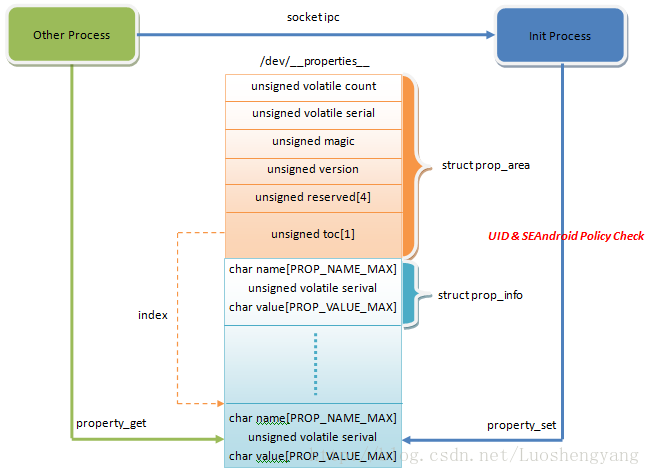 socket ipc
Other Process
Init Process
/dev/__properties__
unsigned volatile count
unsigned volatile serial
unsigned magic
struct prop_area
unsigned version
unsigned reserved[4]
unsigned toc[1]
UID & SEAndroid Policy Check
char name[PROP_NAME_MAX]
unsigned volatile serival
struct prop_info
char value[PROP_VALUE_MAX]
index
char name[PROP_NAME_MAX]
property_get
unsigned volatile serival
property_set
char value[PROP_VALUE_MAX]
og.csdn.net/Luoshengyang